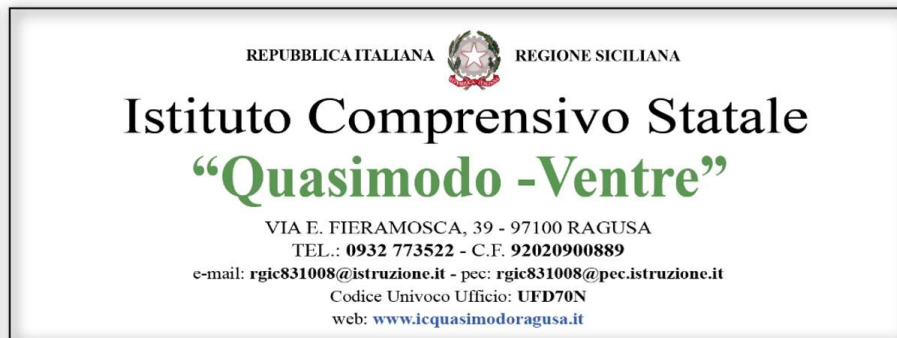 REPUBBLICA ITALIANA REGIONE SICILIANA
Istituto Comprensivo Statale
“Quasimodo -Ventre”
VIA E. FIERAMOSCA, 39 - 97100 RAGUSA
TEL.: 0932 773522 - C.F. 92020900889
e-mail: rgic831008@istruzione.it - pec: rgic831008@pec.istruzione.it
Codice Univoco Ufficio: UFD70N
web: www.icquasimodoragusa.it